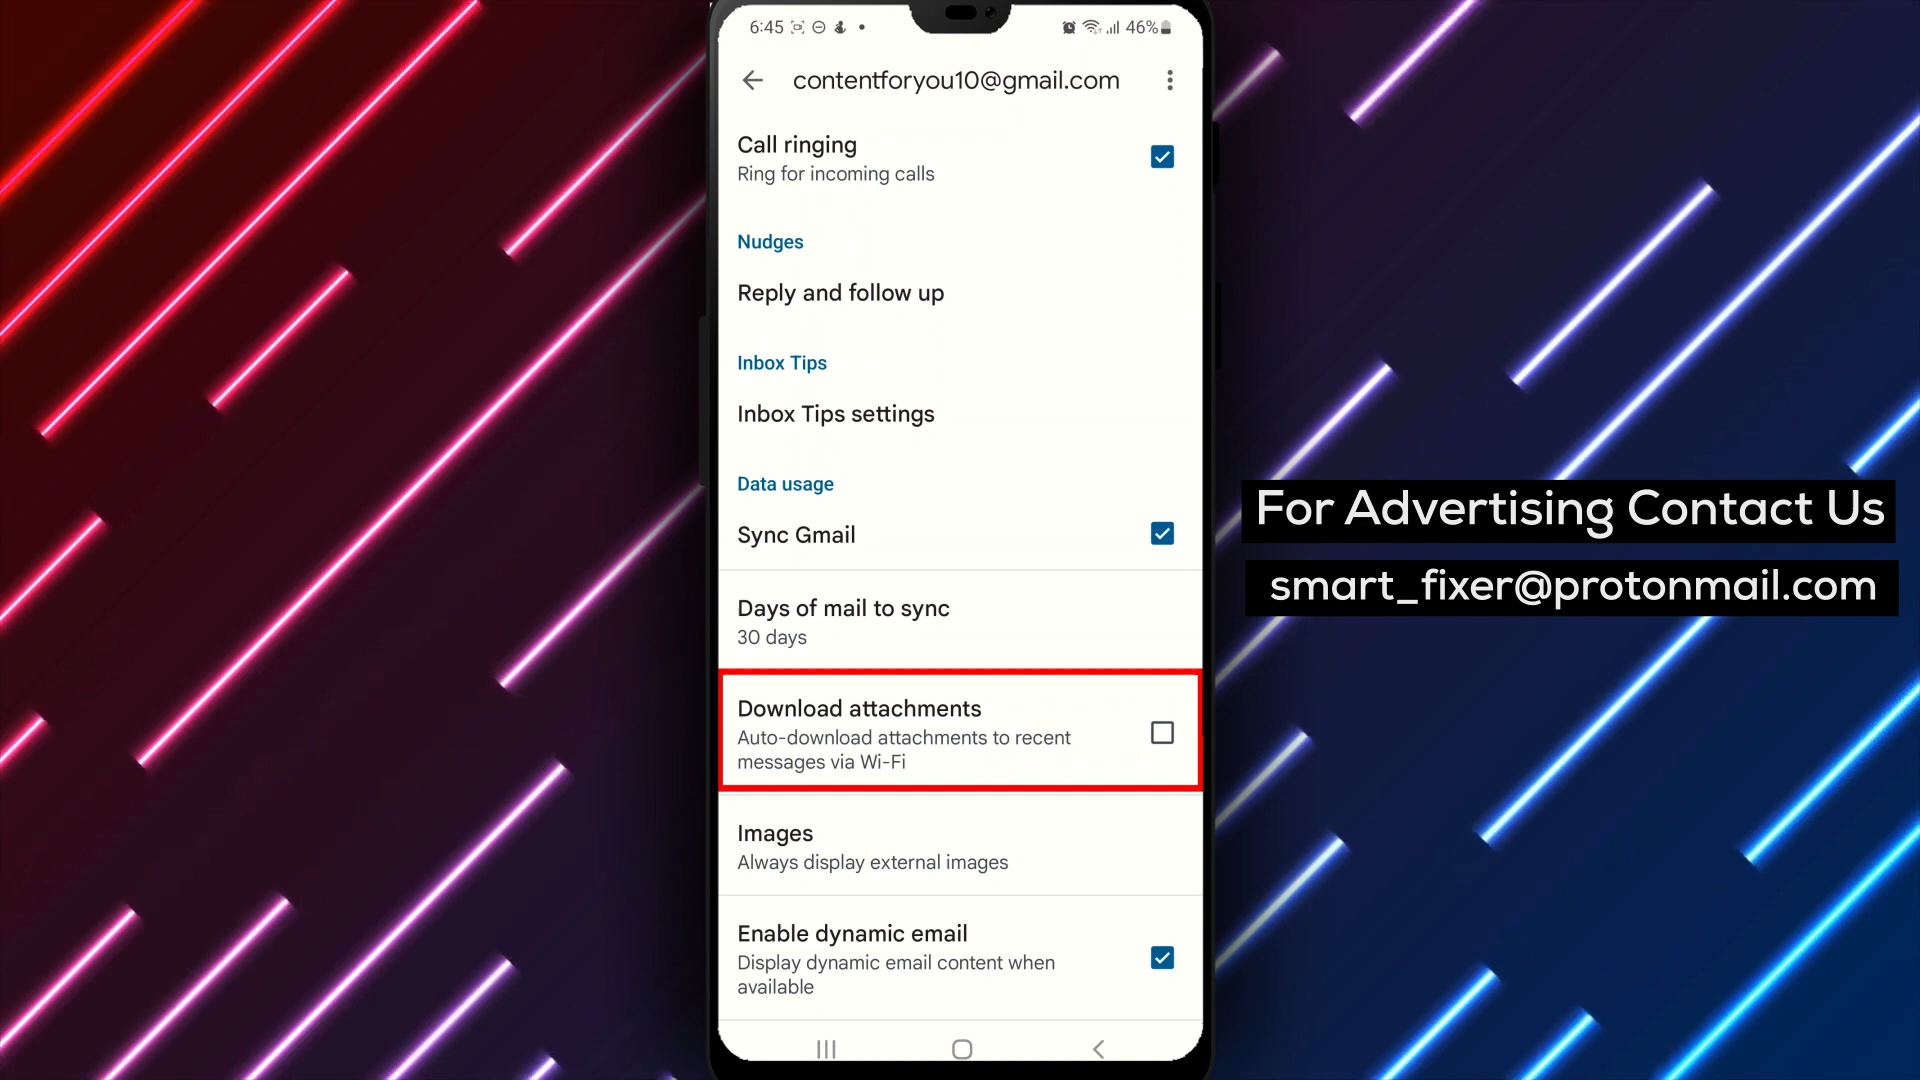 6:45
46%
contentforyou10@gmail.com
Call ringing
Ring for incoming calls
Nudges
Reply and follow up
Inbox Tips
Inbox Tips settings
Data usage
Sync Gmail
Days of mail to sync
30 days
Download attachments
Auto-download attachments to recent
messages via Wi-Fi
Images
Always display external images
Enable dynamic email
Display dynamic email content when
available
For Advertising Contact Us
smart_fixer@protonmail.com